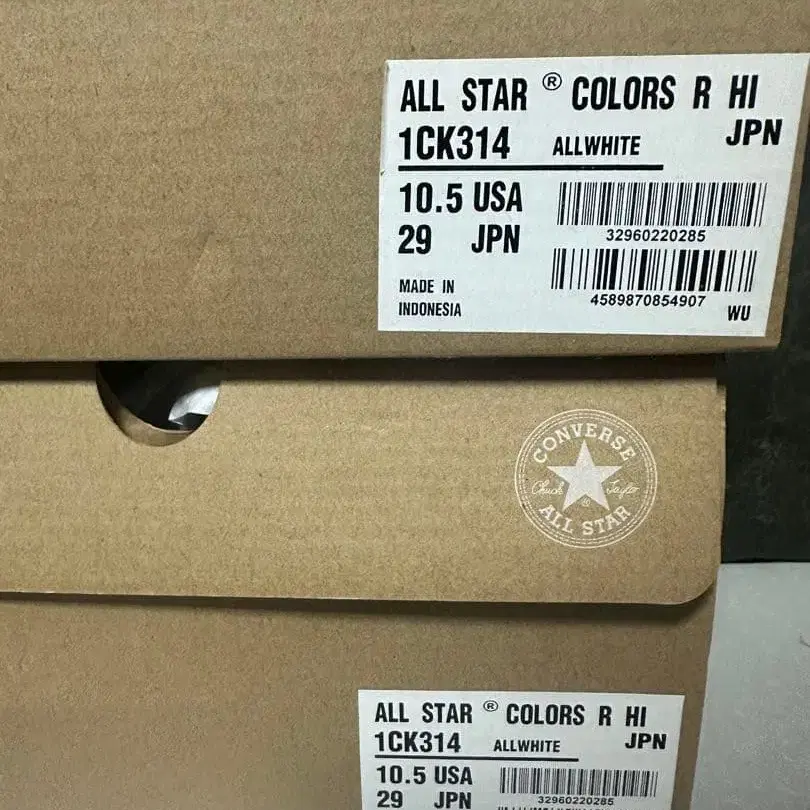 ALL STAR ® COLORS R HI
JPN
1CK314 ALLWHITE
10.5 USA
29 JPN
32960220285
MADE IN
INDONESIA
4589870854907
WU
CONVERSE
Chuck Taylor
®
ALL STAR
ALL STAR ® COLORS R HI
1CK314 ALLWHITE JPN
10.5 USA
29 JPN
32960220285